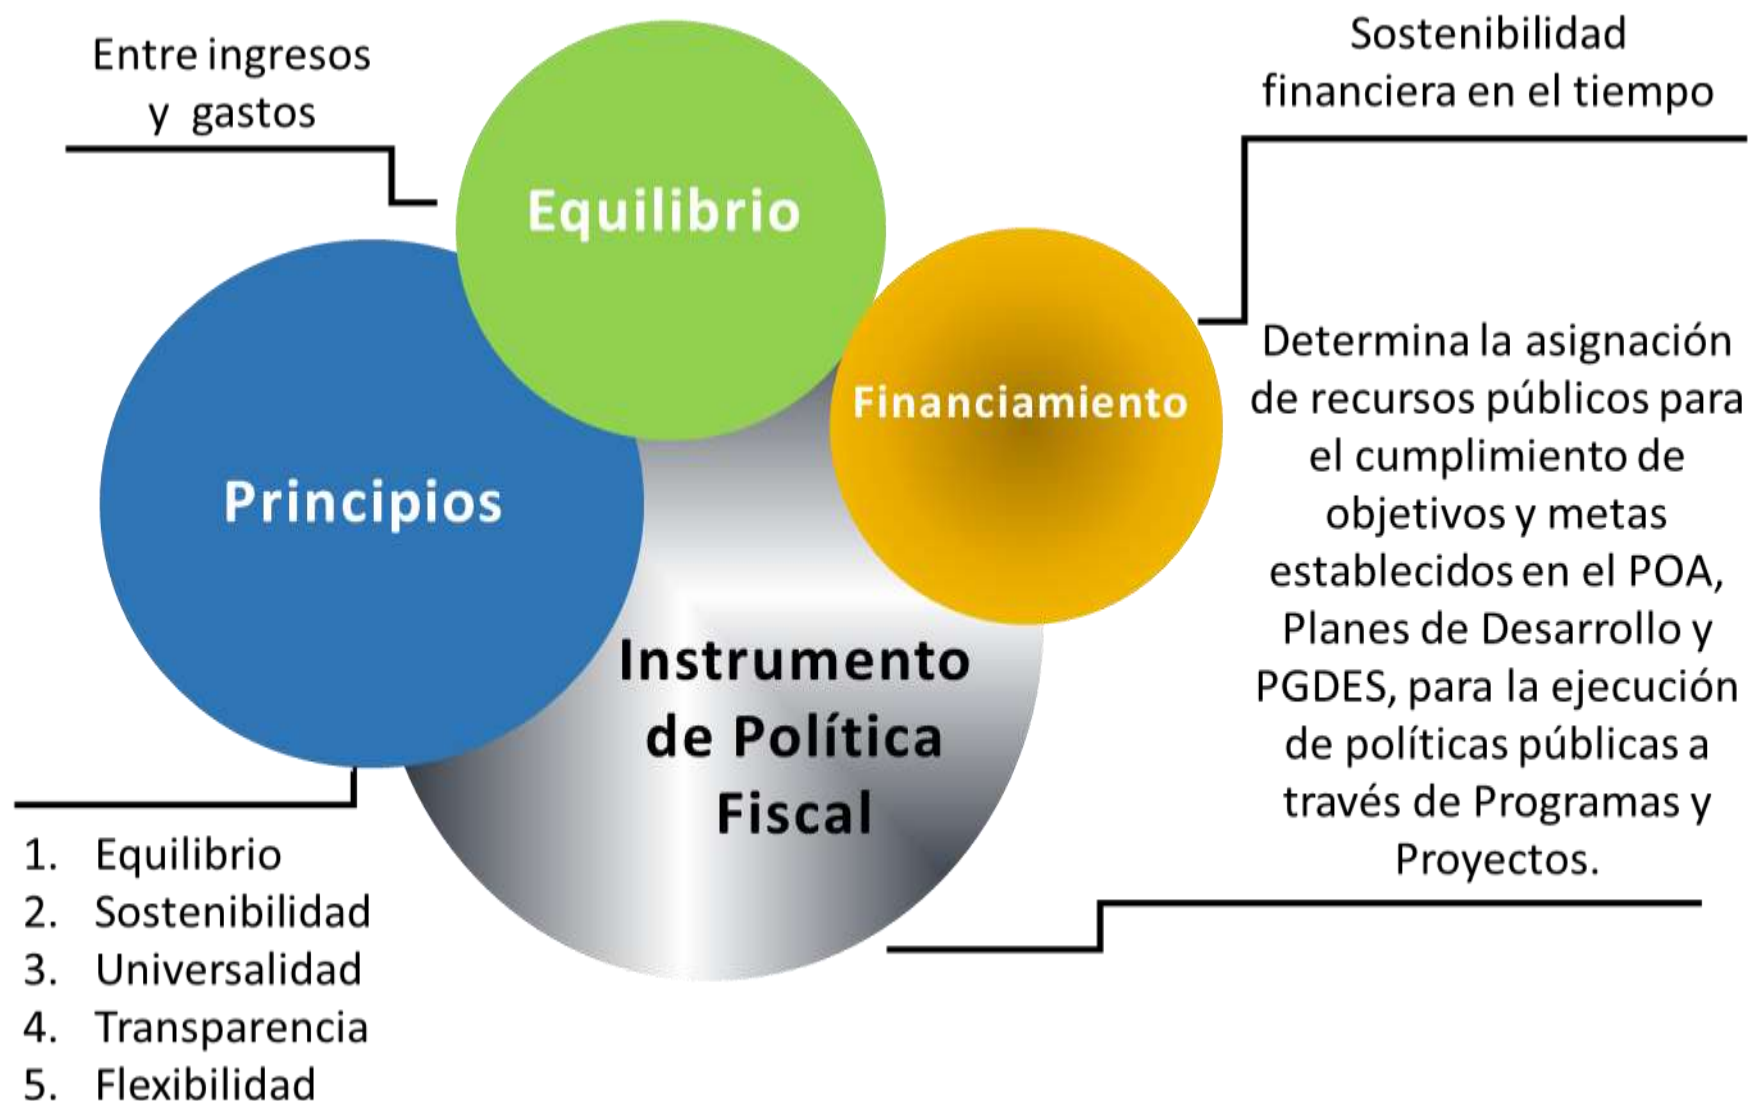 Entre ingresos
y gastos
Equilibrio
Sostenibilidad
financiera en el tiempo
Financiamiento
Principios
Instrumento
de Política
Fiscal
Determina la asignación
de recursos públicos para
el cumplimiento de
objetivos y metas
establecidos en el POA,
Planes de Desarrollo y
PGDES, para la ejecución
de políticas públicas a
través de Programas y
Proyectos.
1. Equilibrio
2. Sostenibilidad
3. Universalidad
4. Transparencia
5. Flexibilidad